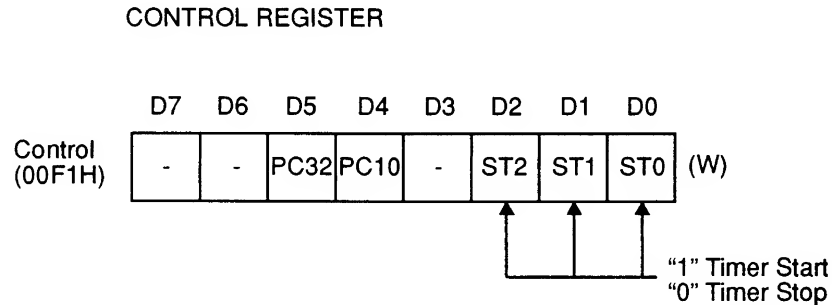 CONTROL REGISTER
D7 D6 D5 D4 D3 D2 D1 D0
Control
(00F1H)
- - PC32 PC10 - ST2 ST1 ST0 (W)
“1” Timer Start
“0” Timer Stop